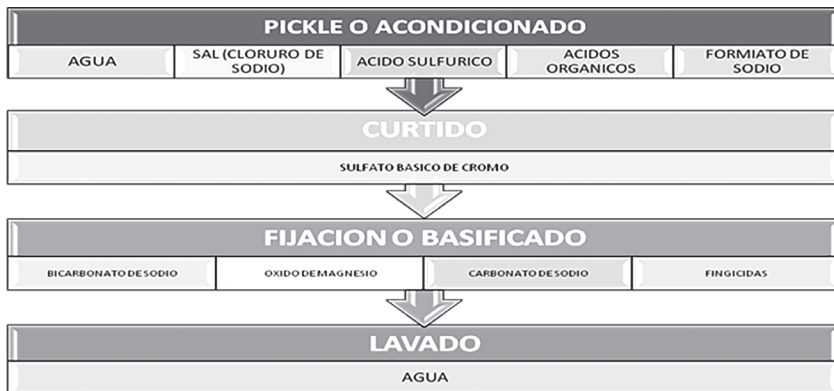 PICKLE O ACONDICIONADO
AGUA
SAL (CLORURO DE
SODIO)
ACIDO SULFURICO
ACIDOS
ORGANICOS
FORMIATO DE
SODIO
CURTIDO
SULFATO BASICO DE CROMO
FIJACION O BASIFICADO
BICARBONATO DE SODIO
OXIDO DE MAGNESIO
CARBONATO DE SODIO
FINGICIDAS
LAVADO
AGUA